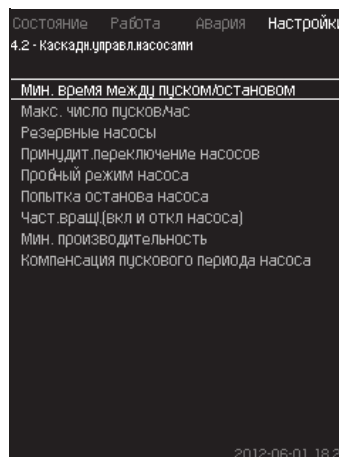 Состояние Работа Авария Настройки
4.2 - Каскадн.управл.насосами
Мин. время между пуском/остановом
Макс. число пусков/час
Резервные насосы
Принудит.переключение насосов
Пробный режим насоса
Попытка останова насоса
Част.вращ.(вкл и откл насоса)
Мин. производительность
Компенсация пускового периода насоса
2012-06-01 18:2